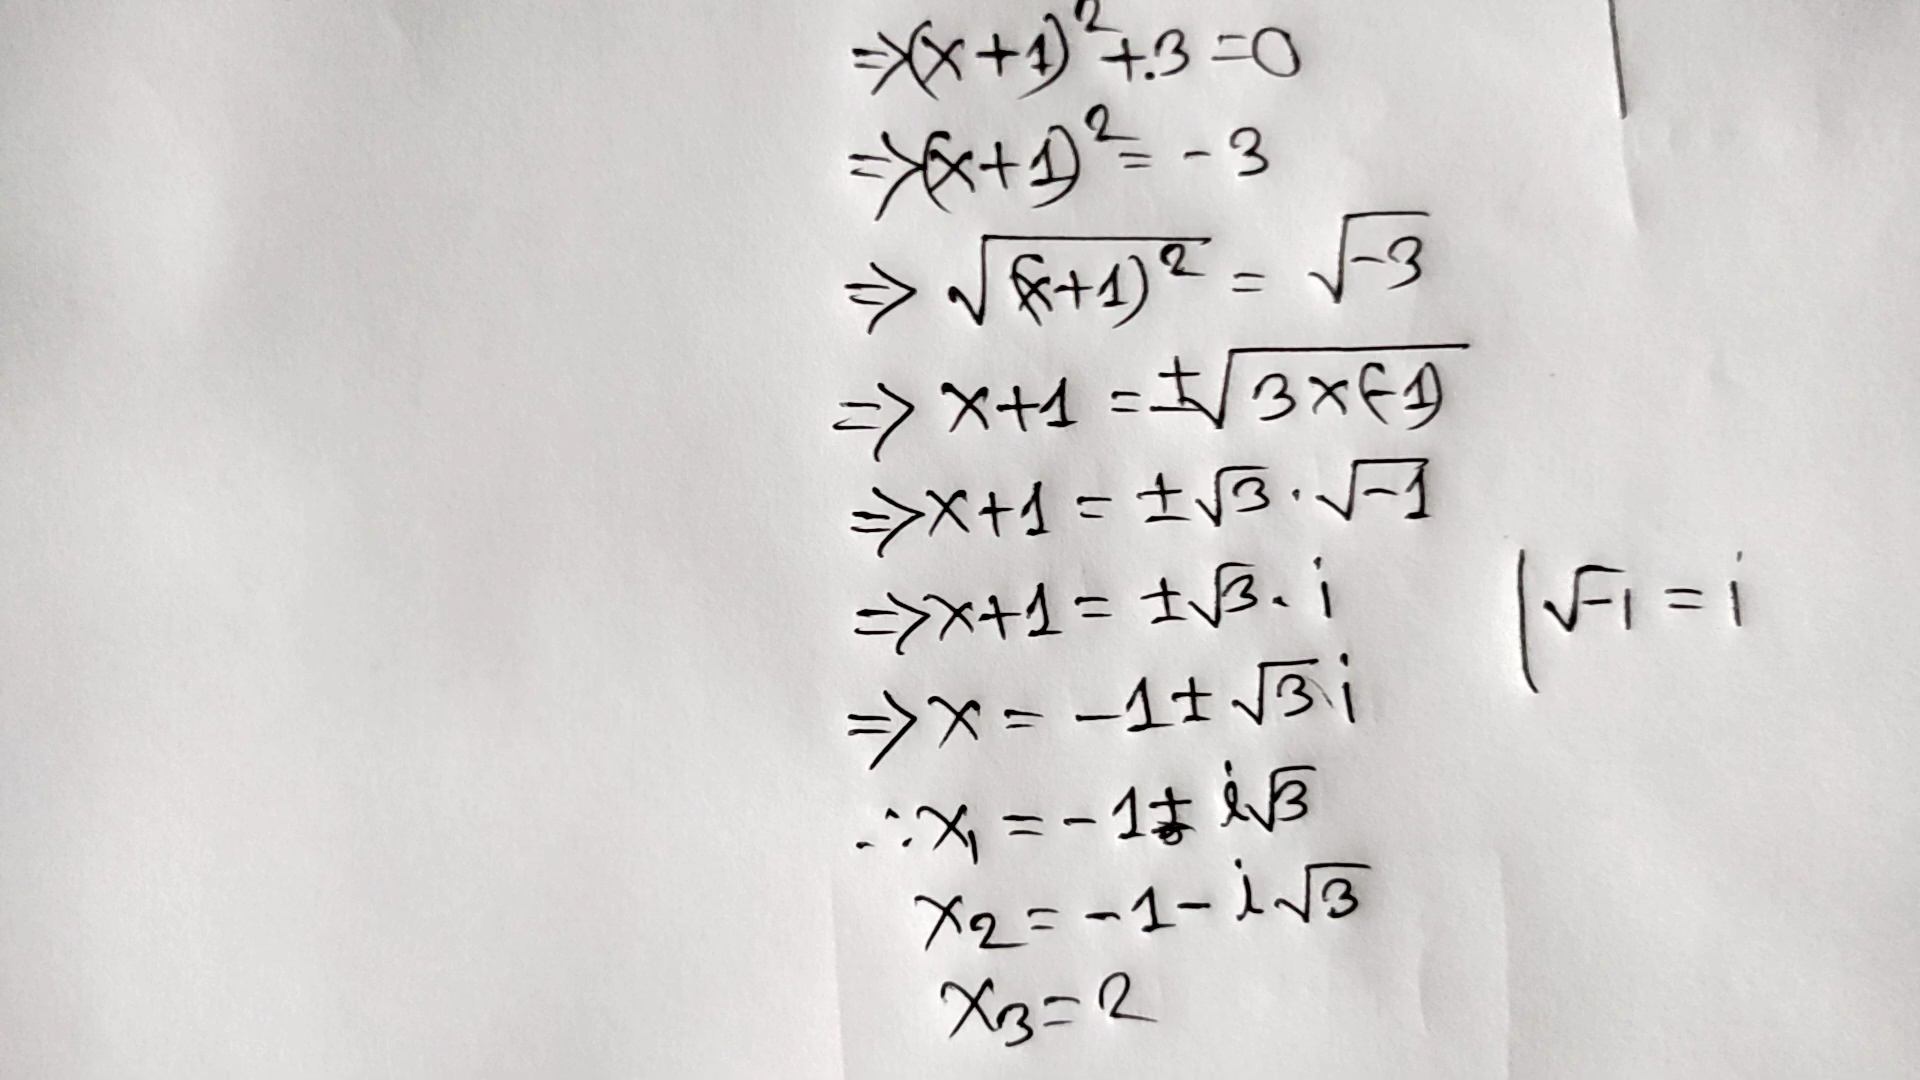 ⇒(x+1)²+3=0
⇒(x+1)²=-3
⇒ √(x+1)² = √-3
⇒ x+1 =±√3×(-1)
⇒x+1 = ±√3·√-1
⇒x+1 = ±√3. i |√-1 = i
⇒x = -1± √3 i
∴x₁ = -1+ i√3
x₂ = -1- i√3
x₃=2